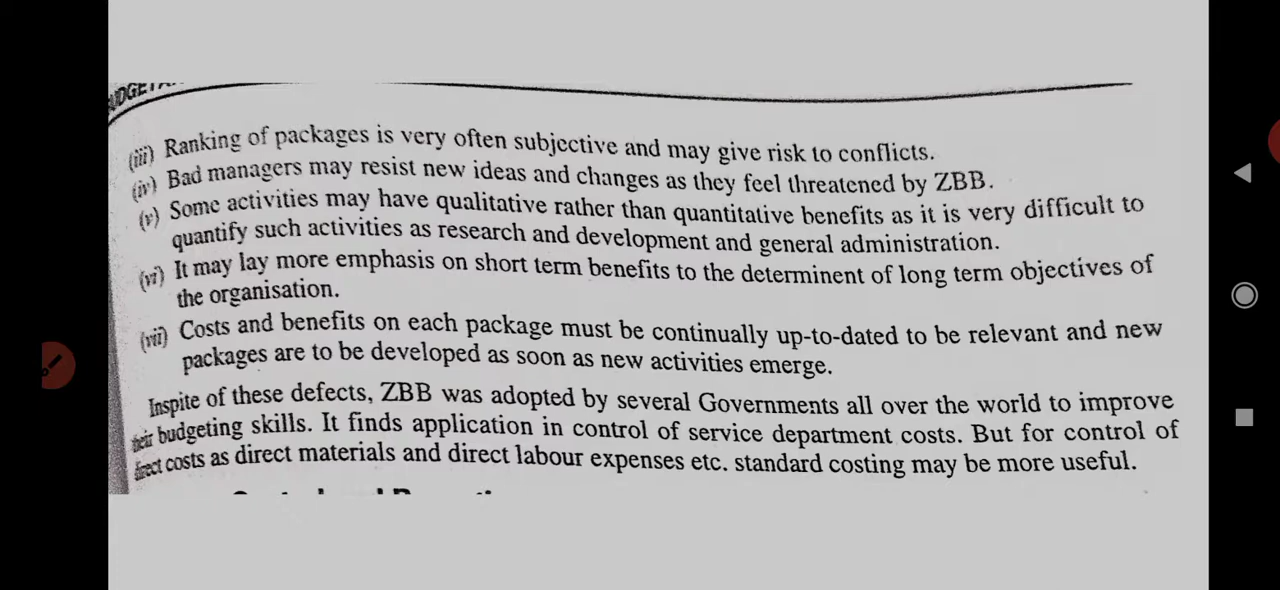 (iii) Ranking of packages is very often subjective and may give risk to conflicts.
(iv) Bad managers may resist new ideas and changes as they feel threatened by ZBB.
(v) Some activities may have qualitative rather than quantitative benefits as it is very difficult to
quantify such activities as research and development and general administration.
(vi) It may lay more emphasis on short term benefits to the determinent of long term objectives of
the organisation.
(vii) Costs and benefits on each package must be continually up-to-dated to be relevant and new
packages are to be developed as soon as new activities emerge.
Inspite of these defects, ZBB was adopted by several Governments all over the world to improve
their budgeting skills. It finds application in control of service department costs. But for control of
direct costs as direct materials and direct labour expenses etc. standard costing may be more useful.